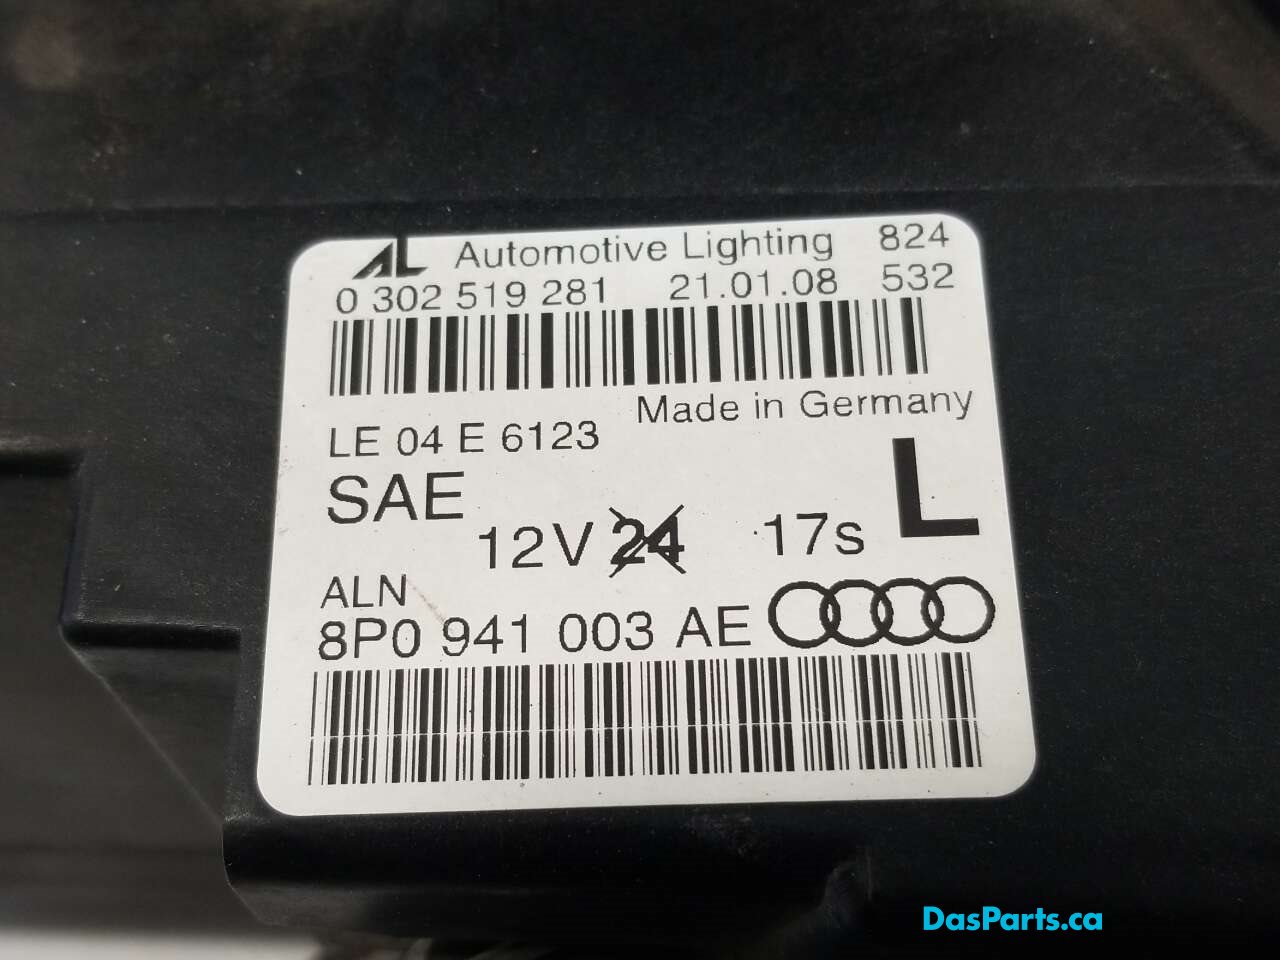 AL Automotive Lighting 824
0 302 519 281 21.01.08 532
Made in Germany
LE 04 E 6123
SAE
L
12V 24 17s
ALN
8P0 941 003 AE
DasParts.ca